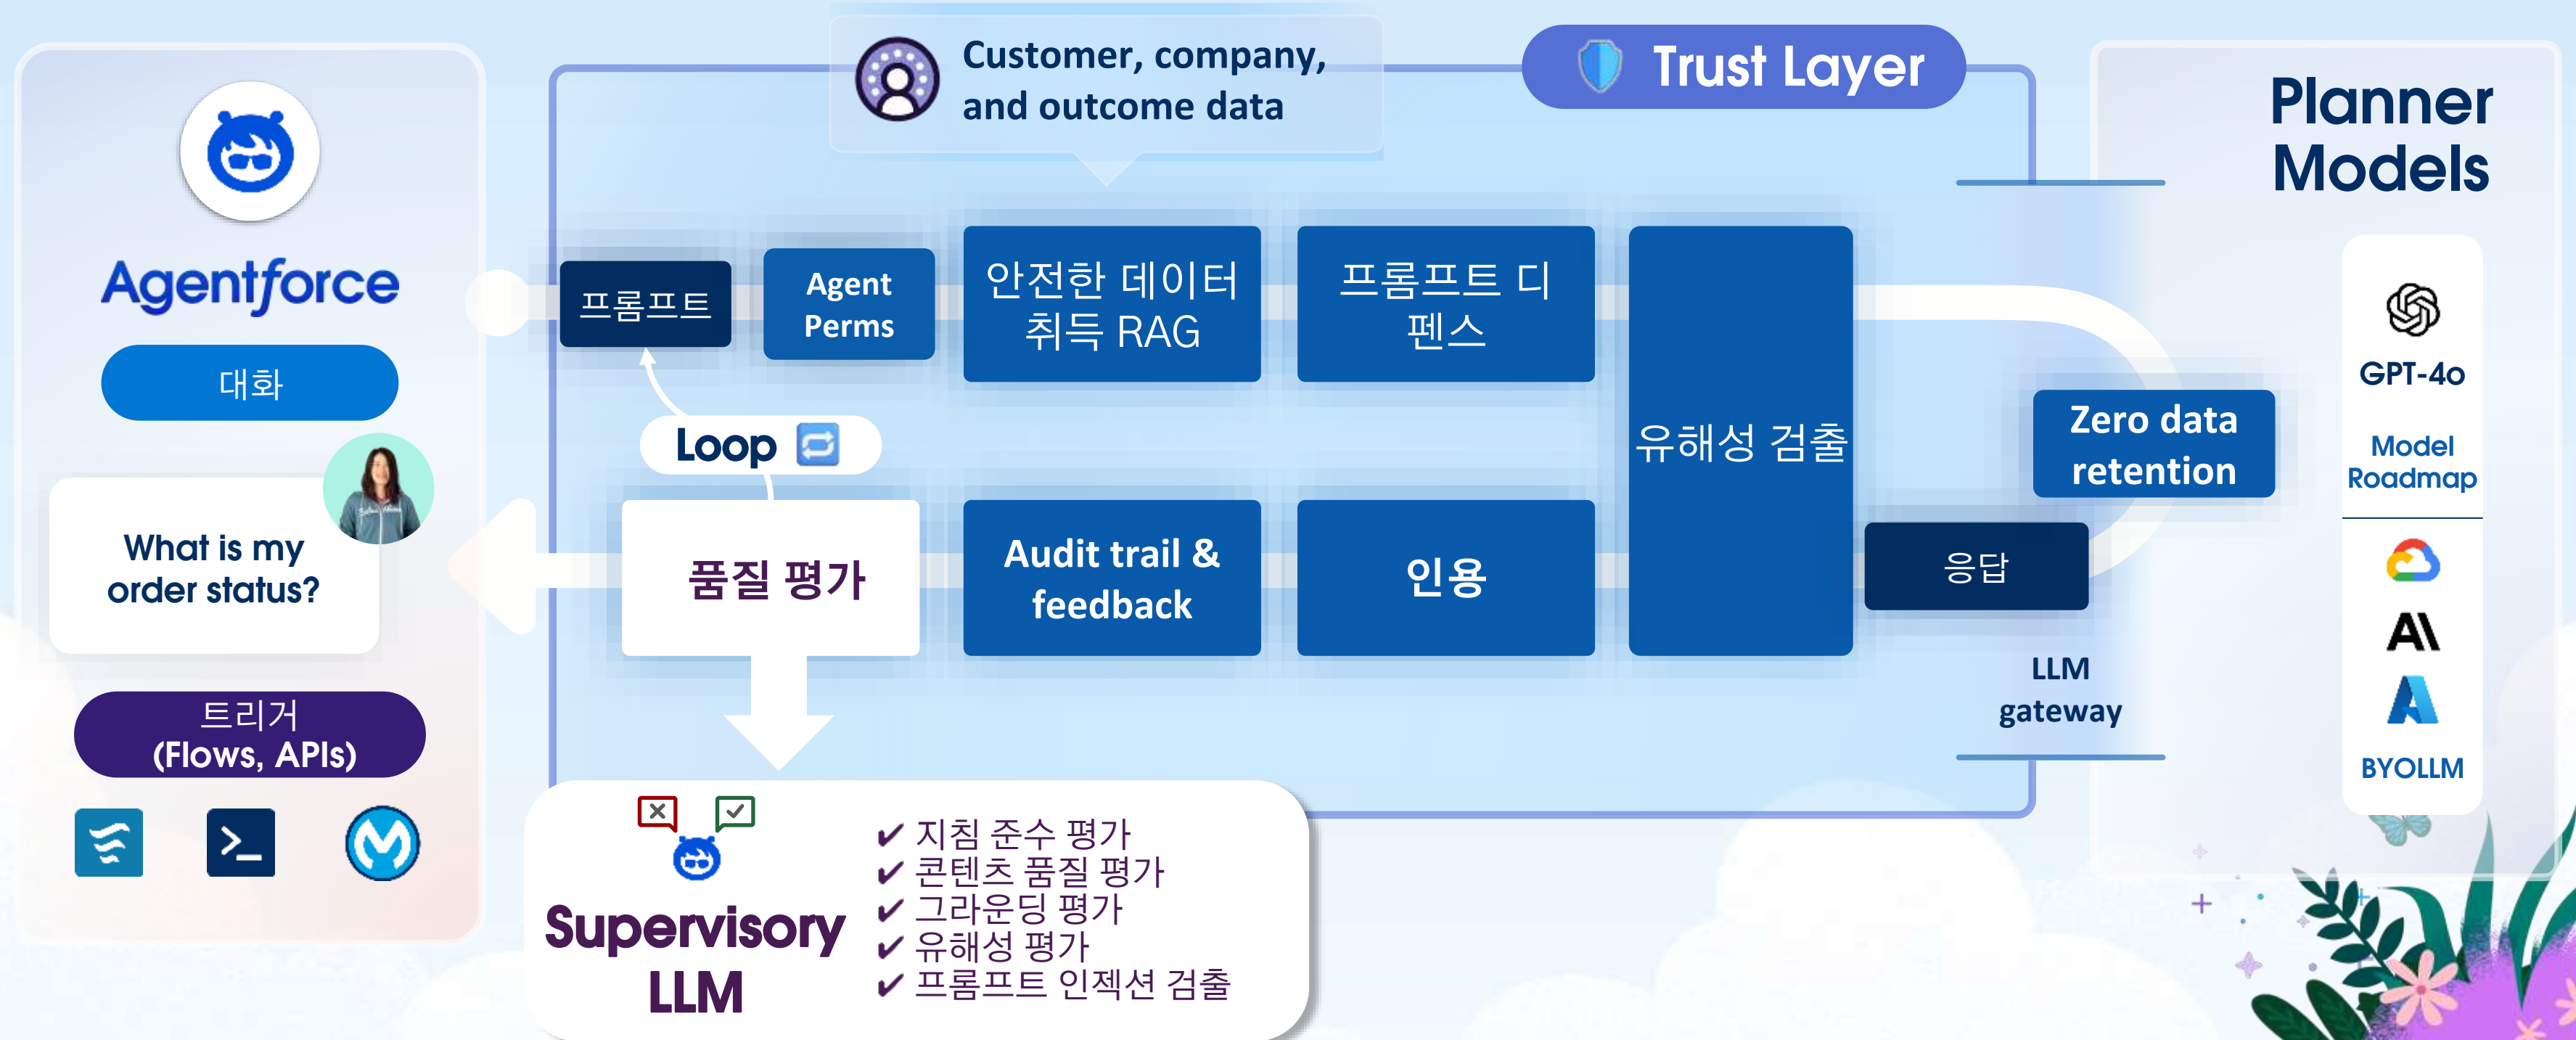 Customer, company,
and outcome data
Trust Layer
Planner
Models
Agentforce
대화
What is my
order status?
트리거
(Flows, APIs)
프롬프트
Agent
Perms
안전한 데이터
취득 RAG
프롬프트 디
펜스
유해성 검출
Loop
품질 평가
Audit trail &
feedback
인용
응답
Zero data
retention
LLM
gateway
GPT-4o
Model
Roadmap
BYOLLM
Supervisory
LLM
✔ 지침 준수 평가
✔ 콘텐츠 품질 평가
✔ 그라운딩 평가
✔ 유해성 평가
✔ 프롬프트 인젝션 검출